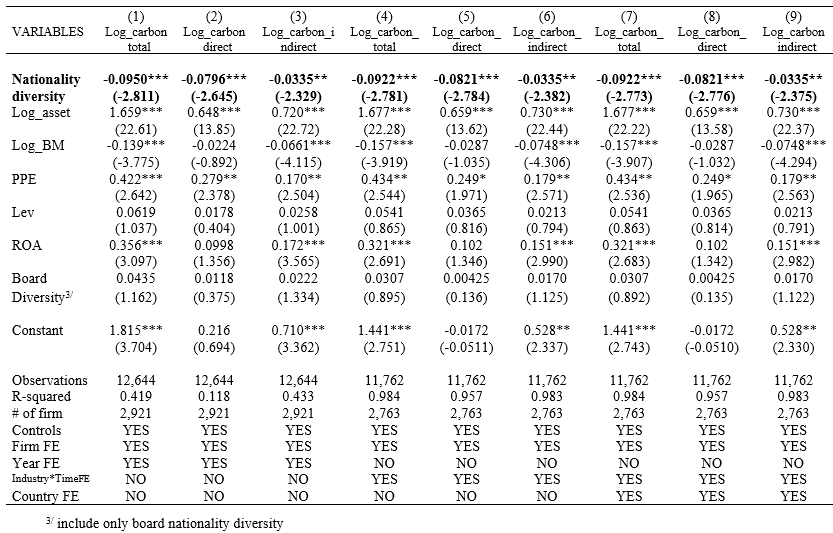 (1) (2) (3) (4) (5) (6) (7) (8) (9)
VARIABLES Log_carbon total Log_carbon direct Log_carbon_i ndirect Log_carbon_ total Log_carbon_ direct Log_carbon_ indirect Log_carbon_ total Log_carbon_ direct Log_carbon indirect
Nationality -0.0950*** -0.0796*** -0.0335** -0.0922*** -0.0821*** -0.0335** -0.0922*** -0.0821*** -0.0335**
diversity (-2.811) (-2.645) (-2.329) (-2.781) (-2.784) (-2.382) (-2.773) (-2.776) (-2.375)
Log_asset 1.659*** 0.648*** 0.720*** 1.677*** 0.659*** 0.730*** 1.677*** 0.659*** 0.730***
(22.61) (13.85) (22.72) (22.28) (13.62) (22.44) (22.22) (13.58) (22.37)
Log_BM -0.139*** -0.0224 -0.0661*** -0.157*** -0.0287 -0.0748*** -0.157*** -0.0287 -0.0748***
(-3.775) (-0.892) (-4.115) (-3.919) (-1.035) (-4.306) (-3.907) (-1.032) (-4.294)
PPE 0.422*** 0.279** 0.170** 0.434** 0.249* 0.179** 0.434** 0.249* 0.179**
(2.642) (2.378) (2.504) (2.544) (1.971) (2.571) (2.536) (1.965) (2.563)
Lev 0.0619 0.0178 0.0258 0.0541 0.0365 0.0213 0.0541 0.0365 0.0213
(1.037) (0.404) (1.001) (0.865) (0.816) (0.794) (0.863) (0.814) (0.791)
ROA 0.356*** 0.0998 0.172*** 0.321*** 0.102 0.151*** 0.321*** 0.102 0.151***
(3.097) (1.356) (3.565) (2.691) (1.346) (2.990) (2.683) (1.342) (2.982)
Board 0.0435 0.0118 0.0222 0.0307 0.00425 0.0170 0.0307 0.00425 0.0170
Diversity3/ (1.162) (0.375) (1.334) (0.895) (0.136) (1.125) (0.892) (0.135) (1.122)
Constant 1.815*** 0.216 0.710*** 1.441*** -0.0172 0.528** 1.441*** -0.0172 0.528**
(3.704) (0.694) (3.362) (2.751) (-0.0511) (2.337) (2.743) (-0.0510) (2.330)
Observations 12,644 12,644 12,644 11,762 11,762 11,762 11,762 11,762 11,762
R-squared 0.419 0.118 0.433 0.984 0.957 0.983 0.984 0.957 0.983
# of firm 2,921 2,921 2,921 2,763 2,763 2,763 2,763 2,763 2,763
Controls YES YES YES YES YES YES YES YES YES
Firm FE YES YES YES YES YES YES YES YES YES
Year FE YES YES YES NO NO NO NO NO NO
Industry*TimeFE NO NO NO YES YES YES YES YES YES
Country FE NO NO NO NO NO NO YES YES YES
3/ include only board nationality diversity